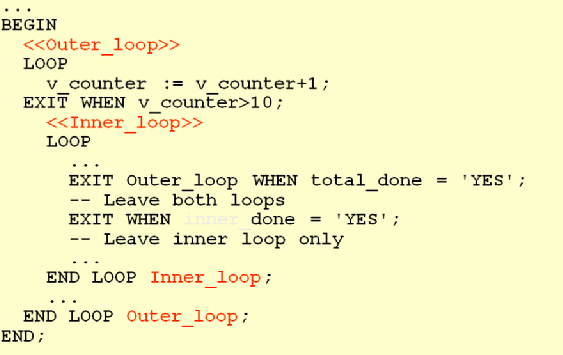 ...
BEGIN
<<Outer_loop>>
LOOP
v_counter := v_counter+1;
EXIT WHEN v_counter>10;
<<Inner_loop>>
LOOP
...
EXIT Outer_loop WHEN total_done = 'YES';
-- Leave both loops
EXIT WHEN inner_done = 'YES';
-- Leave inner loop only
...
END LOOP Inner_loop;
...
END LOOP Outer_loop;
END;